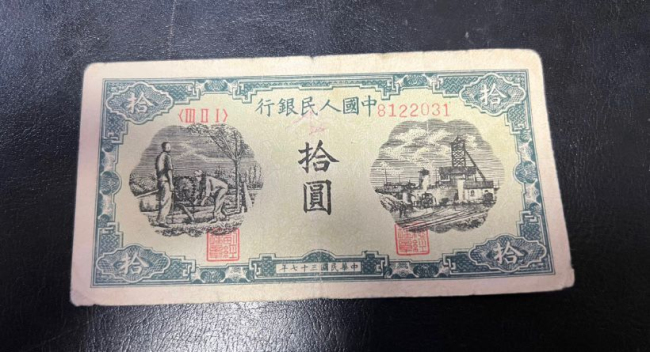 拾 拾
行銀民人國中
〈III II I〉 8122031
拾圓
拾 拾
年七十三國民華中